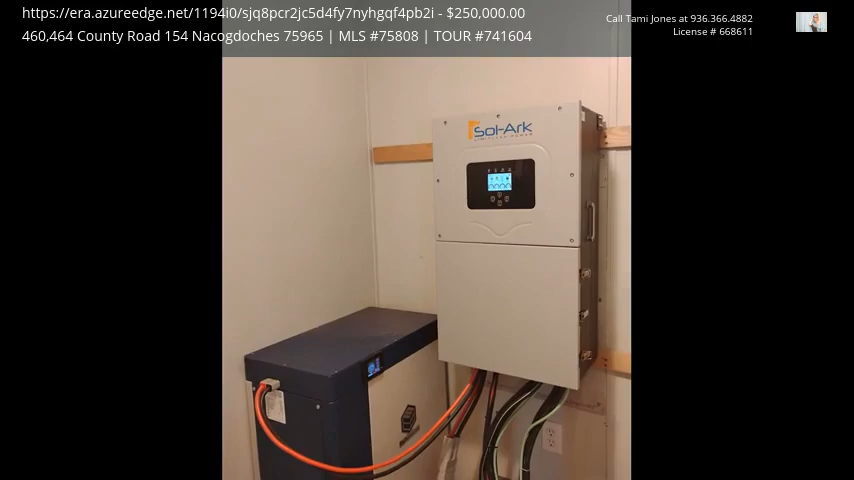 https://era.azureedge.net/1194i0/sjq8pcr2jc5d4fy7nyhgqf4pb2i - $250,000.00
460,464 County Road 154 Nacogdoches 75965 | MLS #75808 | TOUR #741604
Call Tami Jones at 936.366.4882
License # 668611
Sol-Ark